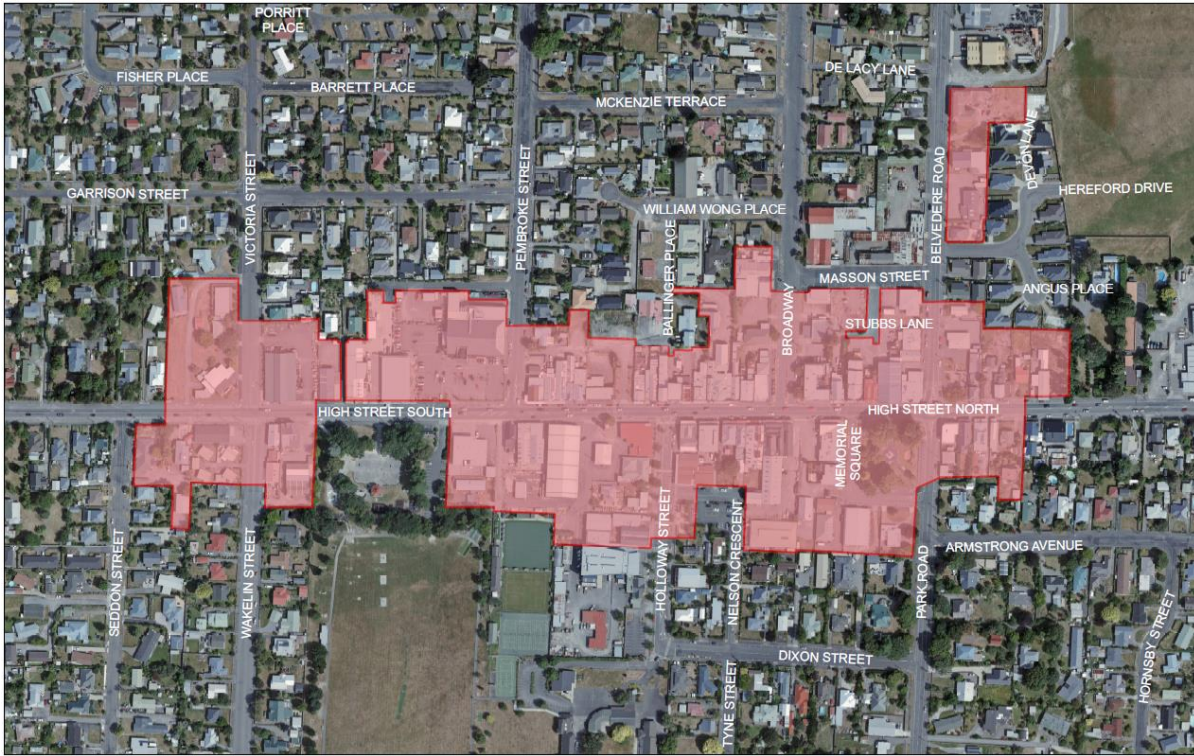 PORRITT
PLACE
FISHER PLACE
BARRETT PLACE
MCKENZIE TERRACE
DE LACY LANE
GARRISON STREET
VICTORIA STREET
PEMBROKE STREET
WILLIAM WONG PLACE
BALLINGER PLACE
BROADWAY
BELVEDERE ROAD
DEVON LANE
HEREFORD DRIVE
MASSON STREET
ANGUS PLACE
STUBBS LANE
HIGH STREET SOUTH
HIGH STREET NORTH
MEMORIAL
SQUARE
SEDDON STREET
WAKELIN STREET
HOLLOWAY STREET
NELSON CRESCENT
PARK ROAD
ARMSTRONG AVENUE
DIXON STREET
TYNE STREET
HORNSBY STREET